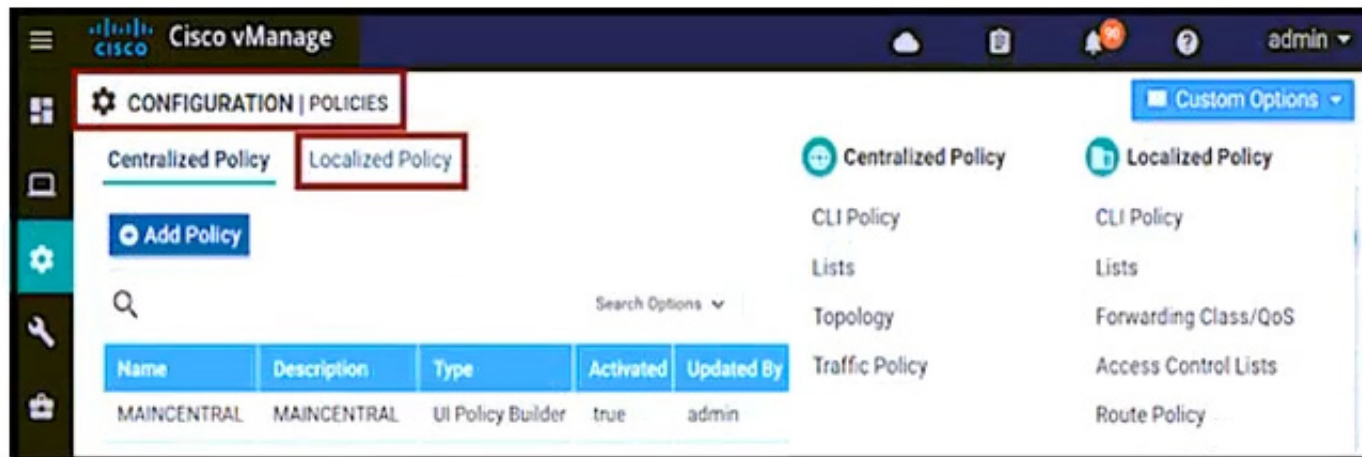 CISCO Cisco vManage 90 ? admin
CONFIGURATION | POLICIES Custom Options
Centralized Policy Localized Policy
Add Policy
Search Options
Name Description Type Activated Updated By
MAINCENTRAL MAINCENTRAL UI Policy Builder true admin
Centralized Policy
CLI Policy
Lists
Topology
Traffic Policy
Localized Policy
CLI Policy
Lists
Forwarding Class/QoS
Access Control Lists
Route Policy